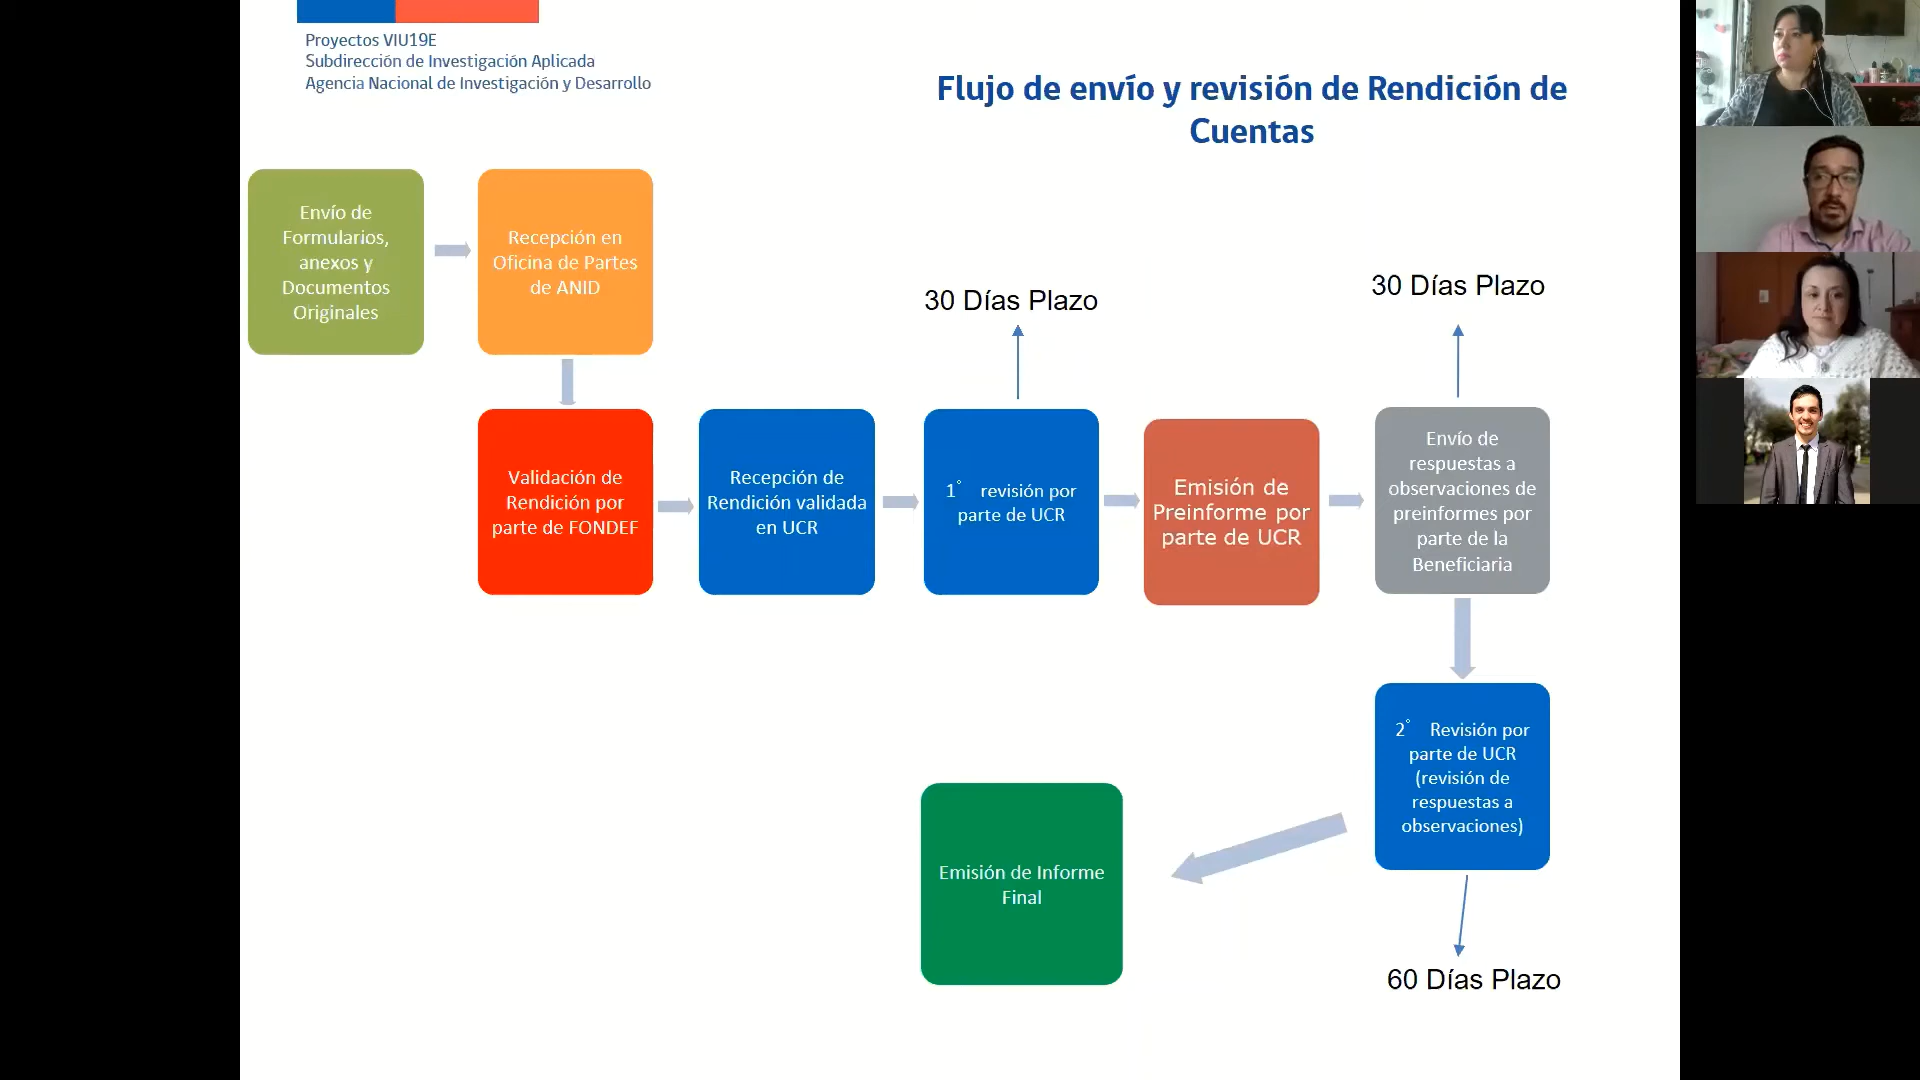 Proyectos VIU19E
Subdirección de Investigación Aplicada
Agencia Nacional de Investigación y Desarrollo
Flujo de envío y revisión de Rendición de
Cuentas
Envío de
Formularios,
anexos y
Documentos
Originales
Recepción en
Oficina de Partes
de ANID
30 Días Plazo
30 Días Plazo
Validación de
Rendición por
parte de FONDEF
Recepción de
Rendición validada
en UCR
1° revisión por
parte de UCR
Emisión de
Preinforme por
parte de UCR
Envío de
respuestas a
observaciones de
preinformes por
parte de la
Beneficiaria
2° Revisión por
parte de UCR
(revisión de
respuestas a
observaciones)
Emisión de Informe
Final
60 Días Plazo